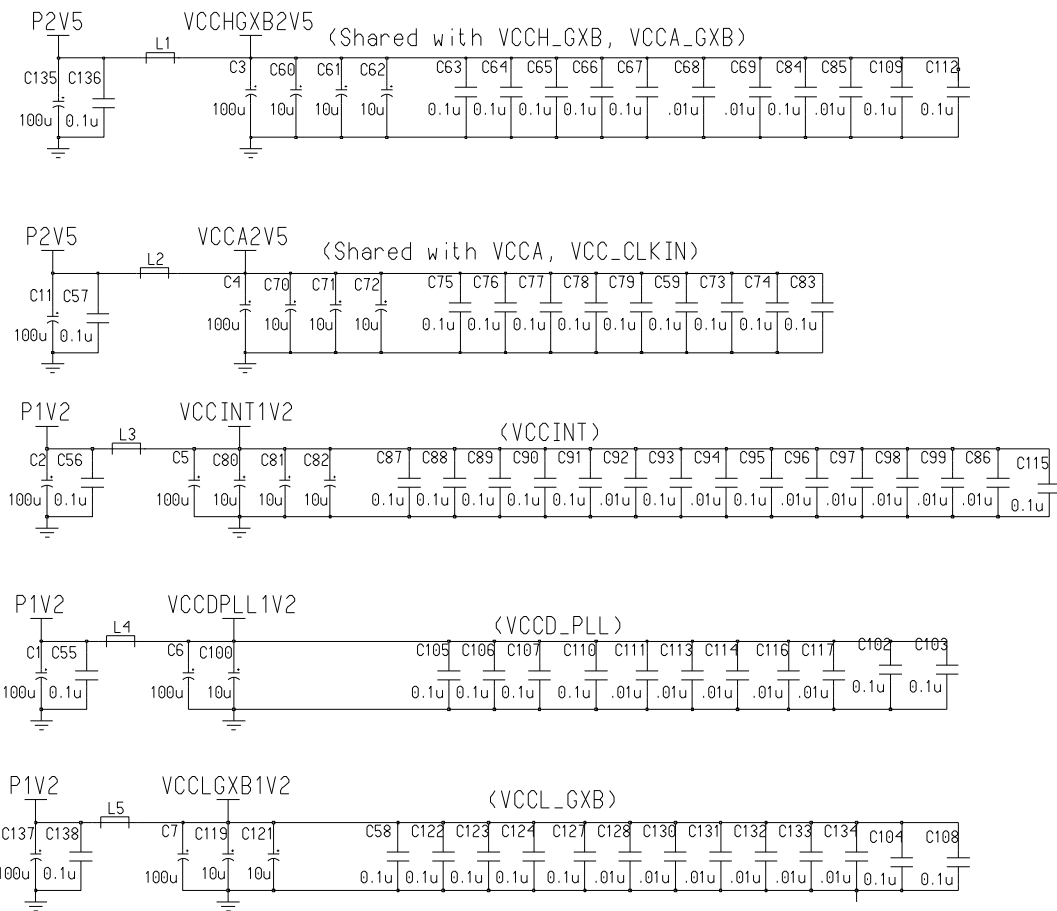 P2V5 VCCHGXB2V5 (Shared with VCCH_GXB, VCCA_GXB)
L1
C135 C136 C3 C60 C61 C62 C63 C64 C65 C66 C67 C68 C69 C84 C85 C109 C112
100u 0.1u 100u 10u 10u 10u 0.1u 0.1u 0.1u 0.1u 0.1u .01u .01u 0.1u .01u 0.1u 0.1u
P2V5 VCCA2V5 (Shared with VCCA, VCC_CLKIN)
L2
C11 C57 C4 C70 C71 C72 C75 C76 C77 C78 C79 C59 C73 C74 C83
100u 0.1u 100u 10u 10u 10u 0.1u 0.1u 0.1u 0.1u 0.1u 0.1u 0.1u 0.1u 0.1u
P1V2 VCCINT1V2 (VCCINT)
L3
C2 C56 C5 C80 C81 C82 C87 C88 C89 C90 C91 C92 C93 C94 C95 C96 C97 C98 C99 C86 C115
100u 0.1u 100u 10u 10u 10u 0.1u 0.1u 0.1u 0.1u 0.1u .01u 0.1u .01u 0.1u .01u .01u .01u .01u .01u 0.1u
P1V2 VCCDPLL1V2 (VCCD_PLL)
L4
C1 C55 C6 C100 C105 C106 C107 C110 C111 C113 C114 C116 C117 C102 C103
100u 0.1u 100u 10u 0.1u 0.1u 0.1u 0.1u .01u .01u .01u .01u .01u 0.1u 0.1u
P1V2 VCCLGXB1V2 (VCCL_GXB)
L5
C137 C138 C7 C119 C121 C58 C122 C123 C124 C127 C128 C130 C131 C132 C133 C134 C104 C108
100u 0.1u 100u 10u 10u 0.1u 0.1u 0.1u 0.1u 0.1u .01u .01u .01u .01u .01u .01u 0.1u 0.1u